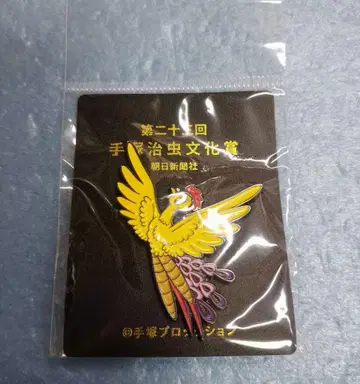 第二十三回
手塚治虫文化賞
朝日新聞社
©手塚プロダクション